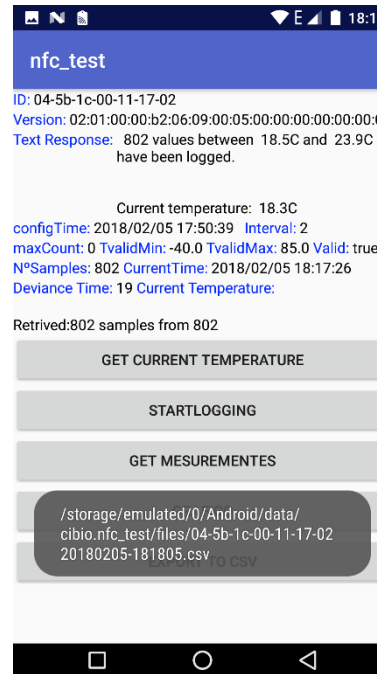 E 18:1
nfc_test
ID: 04-5b-1c-00-11-17-02
Version: 02:01:00:00:b2:06:09:00:05:00:00:00:00:00:00:
Text Response: 802 values between 18.5C and 23.9C
have been logged.
Current temperature: 18.3C
configTime: 2018/02/05 17:50:39 Interval: 2
maxCount: 0 TvalidMin: -40.0 TvalidMax: 85.0 Valid: true
NºSamples: 802 CurrentTime: 2018/02/05 18:17:26
Deviance Time: 19 Current Temperature:
Retrived:802 samples from 802
GET CURRENT TEMPERATURE
STARTLOGGING
GET MESUREMENTES
/storage/emulated/0/Android/data/
cibio.nfc_test/files/04-5b-1c-00-11-17-02
20180205-181805.csv
EXPORT TO CSV